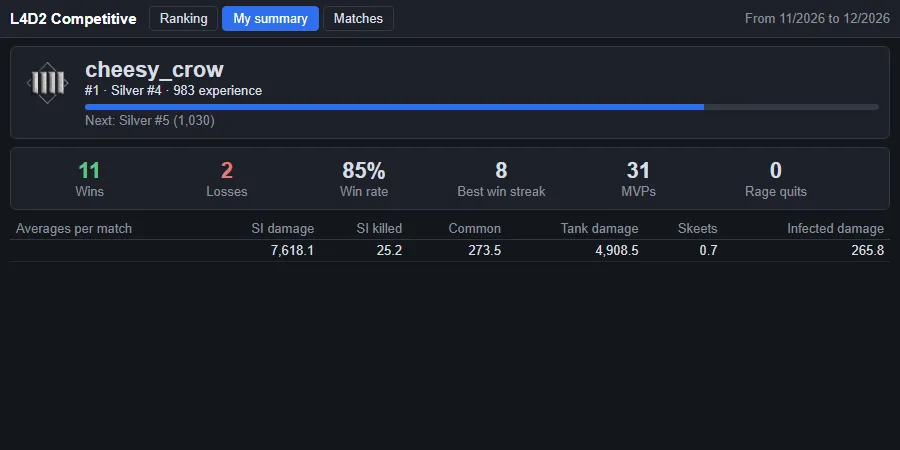 L4D2 Competitive Ranking My summary Matches From 11/2026 to 12/2026
cheesy_crow
#1 · Silver #4 · 983 experience
Next: Silver #5 (1,030)
11 2 85% 8 31 0
Wins Losses Win rate Best win streak MVPs Rage quits
Averages per match SI damage SI killed Common Tank damage Skeets Infected damage
7,618.1 25.2 273.5 4,908.5 0.7 265.8